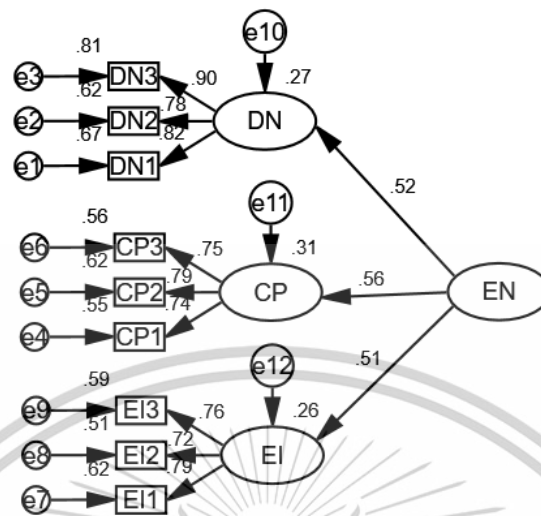 e10
.81
.27
e3 DN3 .90
.62
.78
e2 DN2 DN
.67
.82
e1 DN1
.52
e11
.56
.31
e6 CP3 .75
.62
.79
e5 CP2 CP .56 EN
.55
.74
e4 CP1
e12
.51
.59
.26
e9 EI3 .76
.51
.72
e8 EI2 EI
.62
.79
e7 EI1